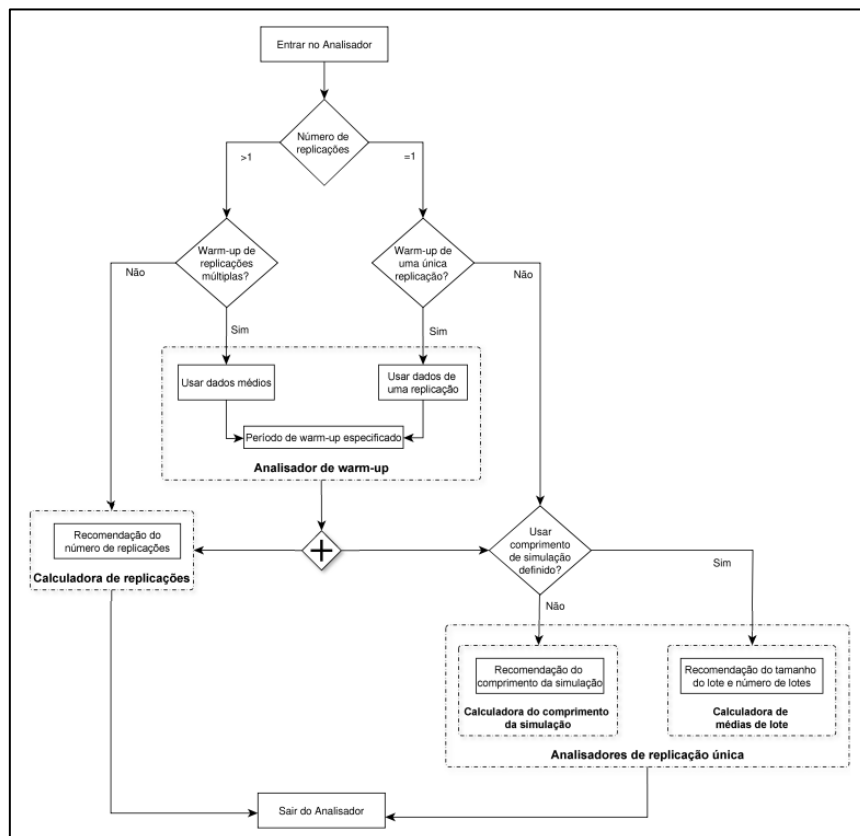 Entrar no Analisador
Número de
replicações
>1
=1
Warm-up de
replicações
múltiplas?
Warm-up de
uma única
replicação?
Não
Não
Sim
Sim
Usar dados médios
Usar dados de
uma replicação
Período de warm-up especificado
Analisador de warm-up
Recomendação do
número de replicações
Calculadora de replicações
Usar
comprimento
de simulação
definido?
Sim
Não
Recomendação do
comprimento da simulação
Calculadora do comprimento
da simulação
Recomendação do tamanho
do lote e número de lotes
Calculadora de
médias de lote
Analisadores de replicação única
Sair do Analisador